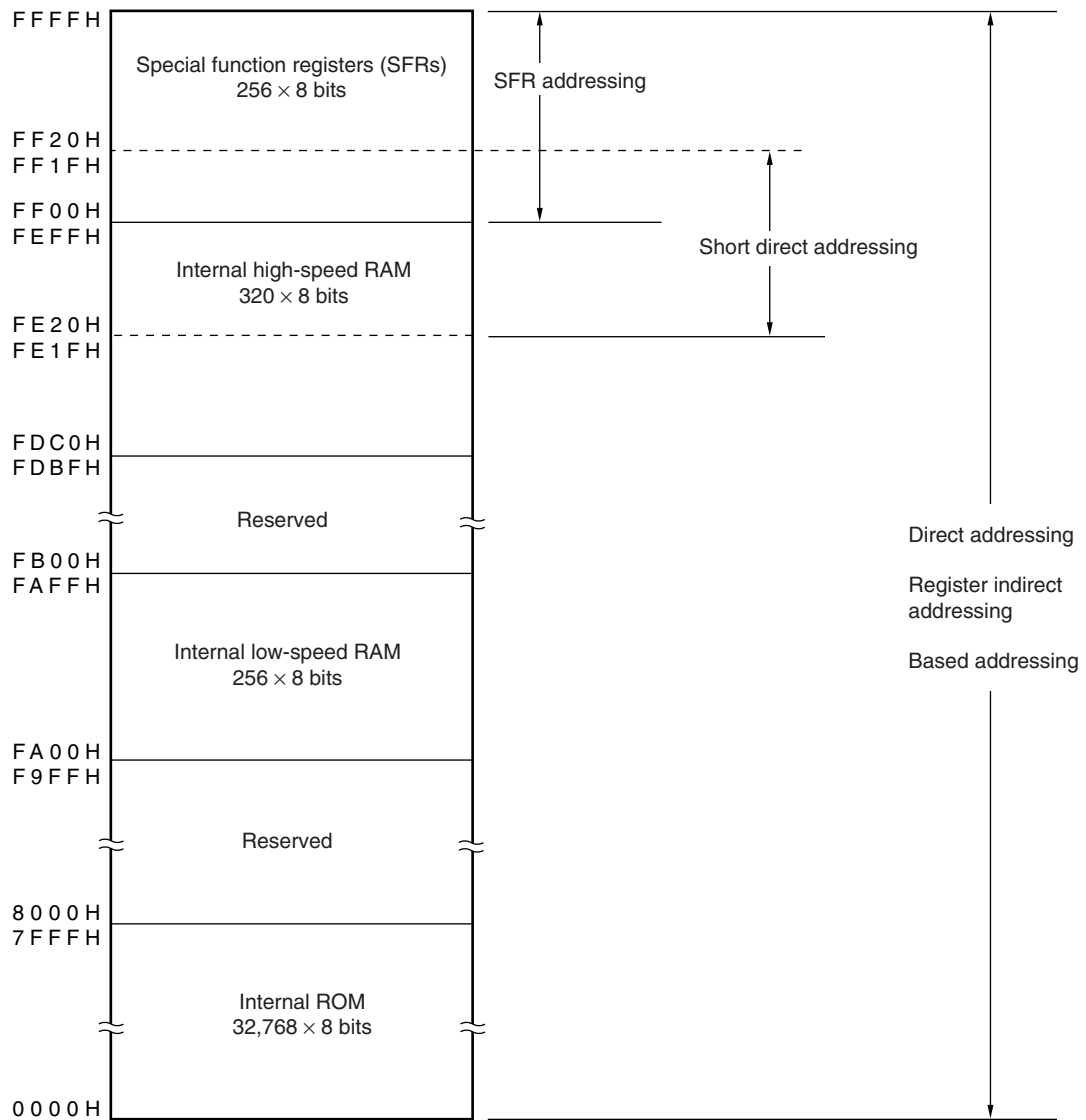 FFFFH
Special function registers (SFRs)
256 × 8 bits
SFR addressing
FF20H
FF1FH
FF00H
FEFFH
Short direct addressing
Internal high-speed RAM
320 × 8 bits
FE20H
FE1FH
FDC0H
FDBFH
Reserved
Direct addressing
FB00H
FAFFH
Register indirect
addressing
Internal low-speed RAM
256 × 8 bits
Based addressing
FA00H
F9FFH
Reserved
8000H
7FFFH
Internal ROM
32,768 × 8 bits
0000H